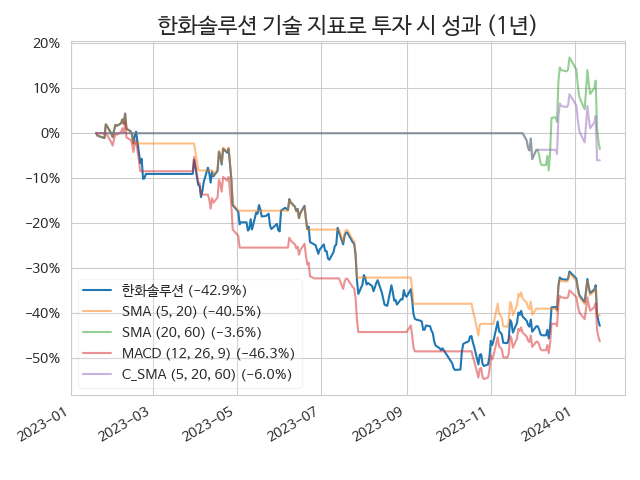 한화솔루션 기술 지표로 투자 시 성과 (1년)
20%
10%
0%
−10%
−20%
−30%
−40%
−50%
한화솔루션 (−42.9%)
SMA (5, 20) (−40.5%)
SMA (20, 60) (−3.6%)
MACD (12, 26, 9) (−46.3%)
C_SMA (5, 20, 60) (−6.0%)
2023−01
2023−03
2023−05
2023−07
2023−09
2023−11
2024−01